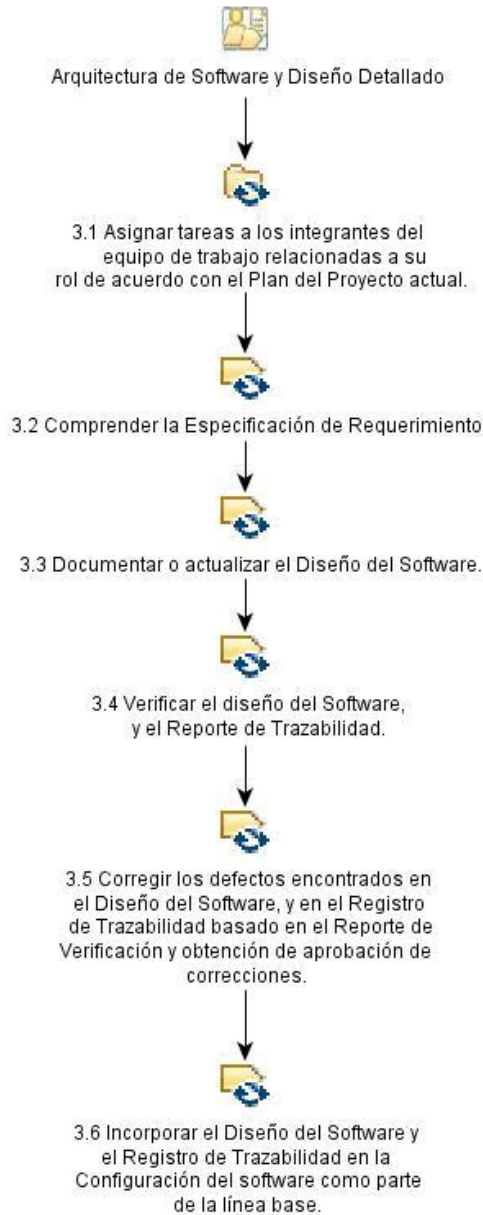 Arquitectura de Software y Diseño Detallado
3.1 Asignar tareas a los integrantes del
equipo de trabajo relacionadas a su
rol de acuerdo con el Plan del Proyecto actual.
3.2 Comprender la Especificación de Requerimiento
3.3 Documentar o actualizar el Diseño del Software.
3.4 Verificar el diseño del Software,
y el Reporte de Trazabilidad.
3.5 Corregir los defectos encontrados en
el Diseño del Software, y en el Registro
de Trazabilidad basado en el Reporte de
Verificación y obtención de aprobación de
correcciones.
3.6 Incorporar el Diseño del Software y
el Registro de Trazabilidad en la
Configuración del software como parte
de la línea base.